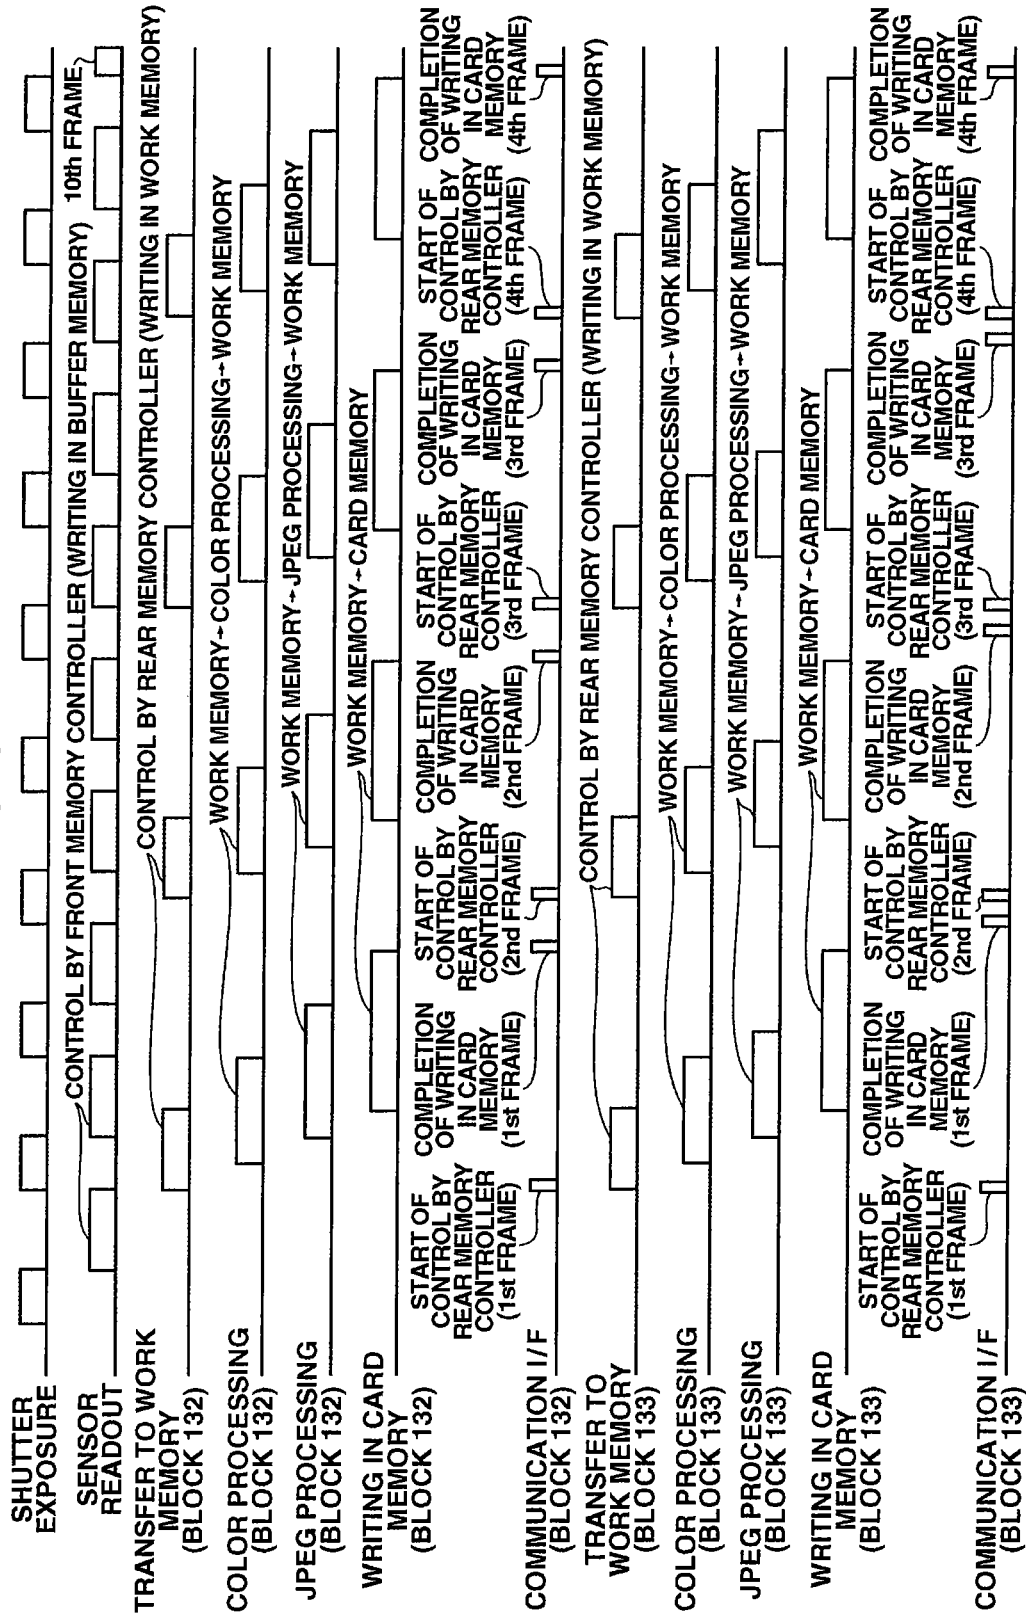 SHUTTER
EXPOSURE
SENSOR
READOUT
CONTROL BY FRONT MEMORY CONTROLLER (WRITING IN BUFFER MEMORY)
10th FRAME
TRANSFER TO WORK
MEMORY
(BLOCK 132)
CONTROL BY REAR MEMORY CONTROLLER (WRITING IN WORK MEMORY)
COLOR PROCESSING
(BLOCK 132)
WORK MEMORY→COLOR PROCESSING→WORK MEMORY
JPEG PROCESSING
(BLOCK 132)
WORK MEMORY→JPEG PROCESSING→WORK MEMORY
WRITING IN CARD
MEMORY
(BLOCK 132)
WORK MEMORY→CARD MEMORY
START OF
CONTROL BY
REAR MEMORY
CONTROLLER
(1st FRAME)
COMPLETION
OF WRITING
IN CARD
MEMORY
(1st FRAME)
START OF
CONTROL BY
REAR MEMORY
CONTROLLER
(2nd FRAME)
COMPLETION
OF WRITING
IN CARD
MEMORY
(2nd FRAME)
START OF
CONTROL BY
REAR MEMORY
CONTROLLER
(3rd FRAME)
COMPLETION
OF WRITING
IN CARD
MEMORY
(3rd FRAME)
START OF
CONTROL BY
REAR MEMORY
CONTROLLER
(4th FRAME)
COMPLETION
OF WRITING
IN CARD
MEMORY
(4th FRAME)
COMMUNICATION I/F
(BLOCK 132)
TRANSFER TO
WORK MEMORY
(BLOCK 133)
CONTROL BY REAR MEMORY CONTROLLER (WRITING IN WORK MEMORY)
COLOR PROCESSING
(BLOCK 133)
WORK MEMORY→COLOR PROCESSING→WORK MEMORY
JPEG PROCESSING
(BLOCK 133)
WORK MEMORY→JPEG PROCESSING→WORK MEMORY
WRITING IN CARD
MEMORY
(BLOCK 133)
WORK MEMORY→CARD MEMORY
START OF
CONTROL BY
REAR MEMORY
CONTROLLER
(1st FRAME)
COMPLETION
OF WRITING
IN CARD
MEMORY
(1st FRAME)
START OF
CONTROL BY
REAR MEMORY
CONTROLLER
(2nd FRAME)
COMPLETION
OF WRITING
IN CARD
MEMORY
(2nd FRAME)
START OF
CONTROL BY
REAR MEMORY
CONTROLLER
(3rd FRAME)
COMPLETION
OF WRITING
IN CARD
MEMORY
(3rd FRAME)
START OF
CONTROL BY
REAR MEMORY
CONTROLLER
(4th FRAME)
COMPLETION
OF WRITING
IN CARD
MEMORY
(4th FRAME)
COMMUNICATION I/F
(BLOCK 133)